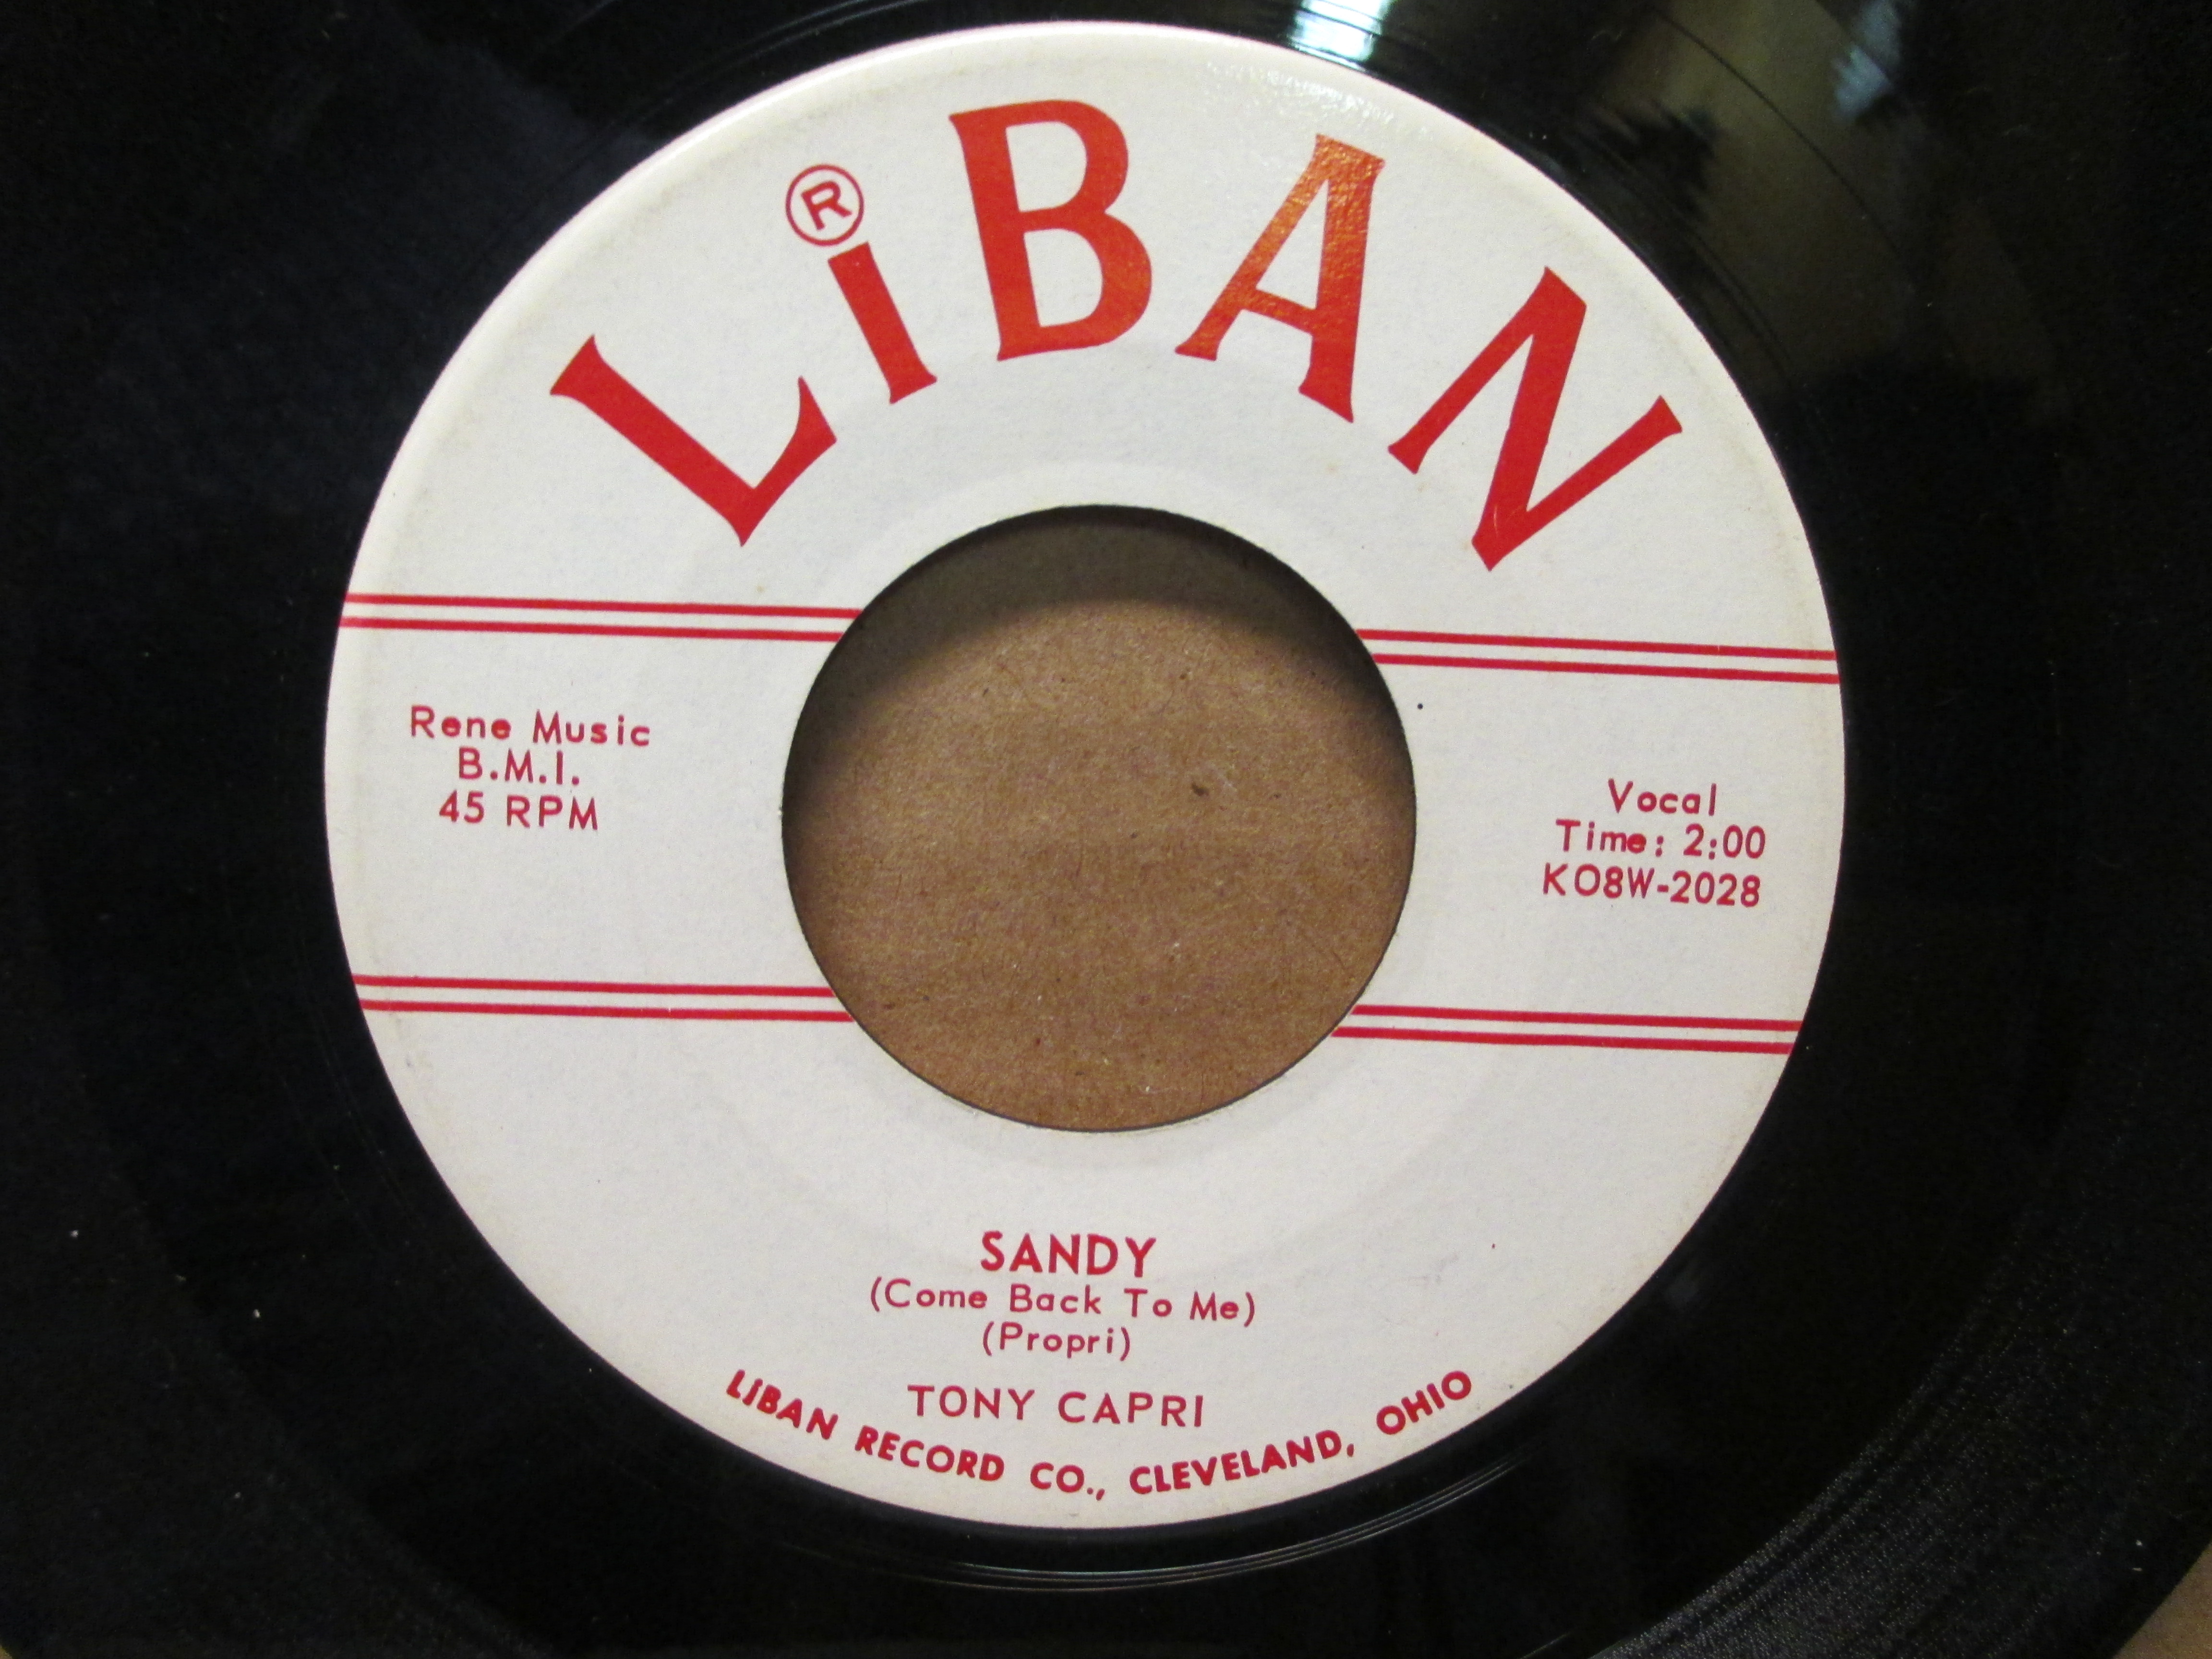 LiBAN
®
Rene Music
B.M.I.
45 RPM
Vocal
Time: 2:00
KO8W-2028
SANDY
(Come Back To Me)
(Propri)
TONY CAPRI
LiBAN RECORD CO., CLEVELAND, OHIO